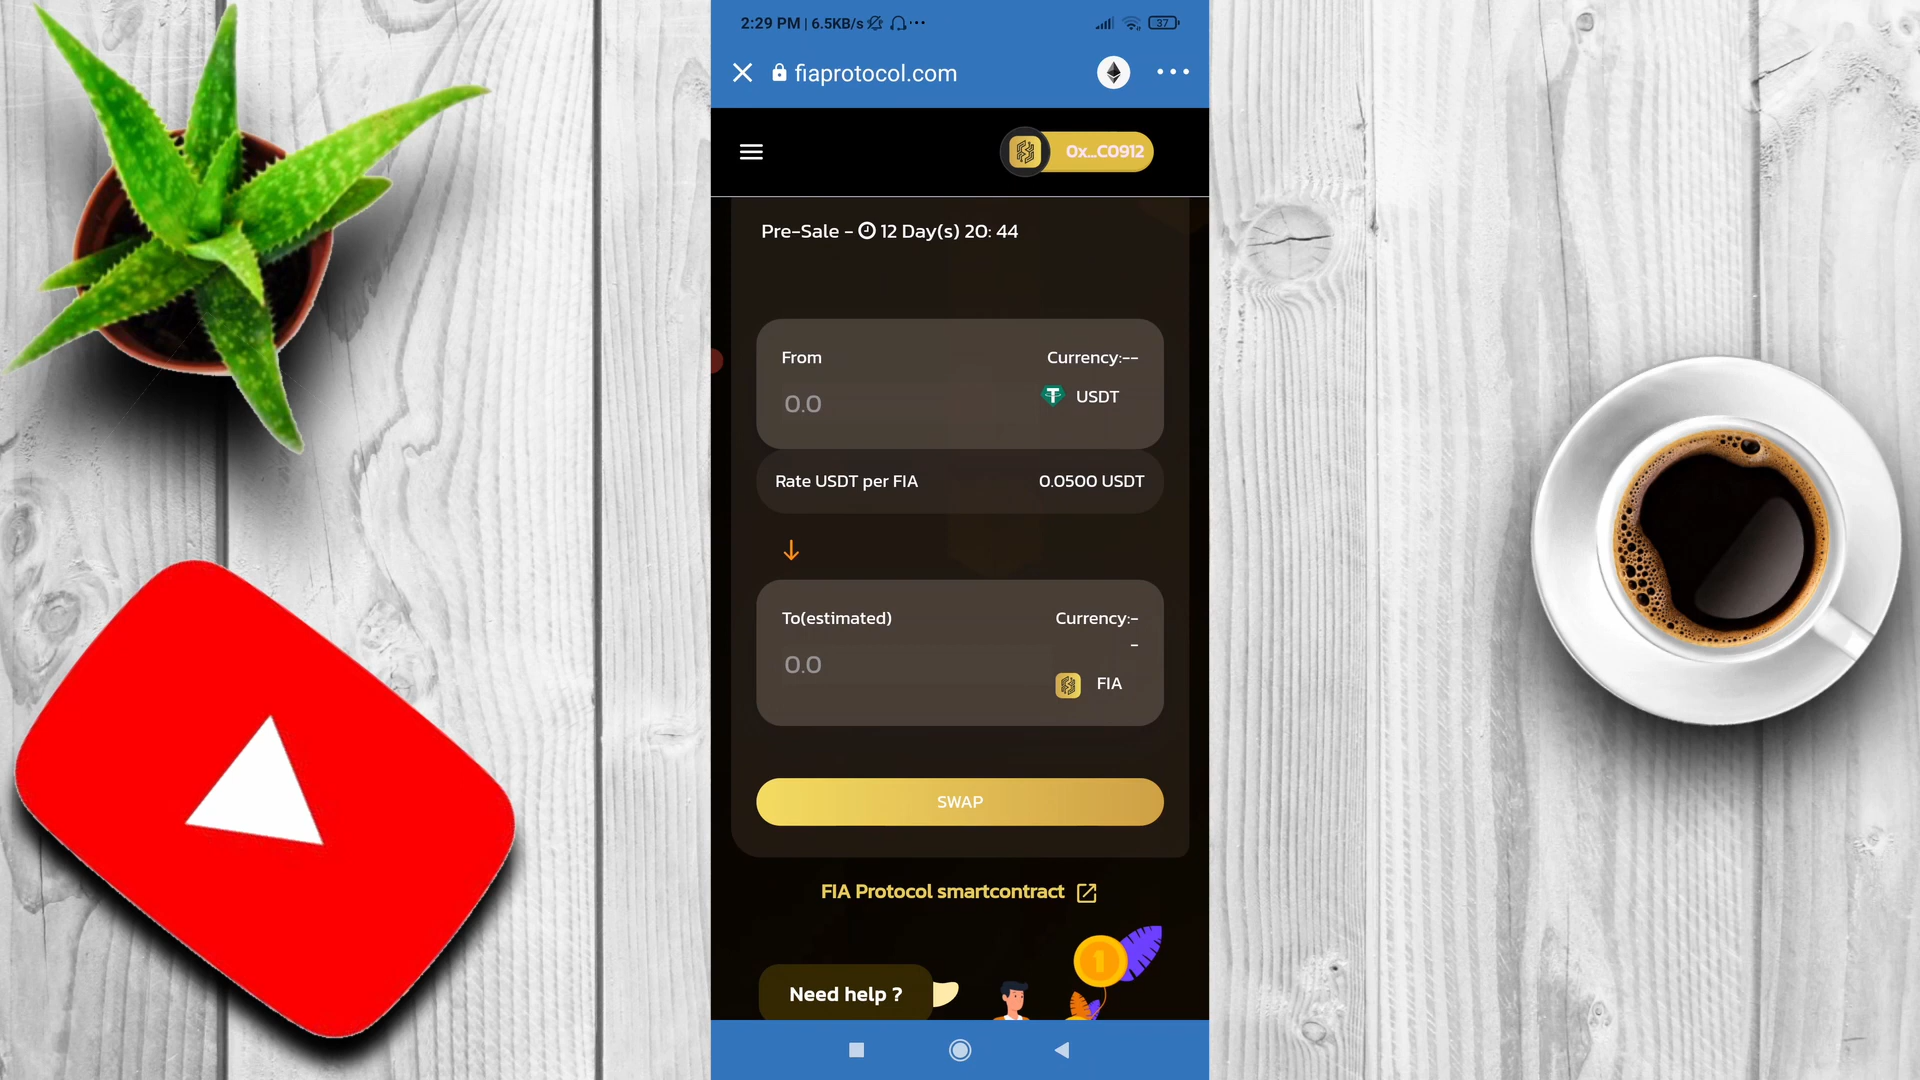 2:29 PM | 6.5KB/s
37
fiaprotocol.com
0x...C0912
Pre-Sale - 12 Day(s) 20: 44
From
Currency:--
0.0
USDT
Rate USDT per FIA
0.0500 USDT
To(estimated)
Currency:-
-
0.0
FIA
SWAP
FIA Protocol smartcontract
1
Need help ?